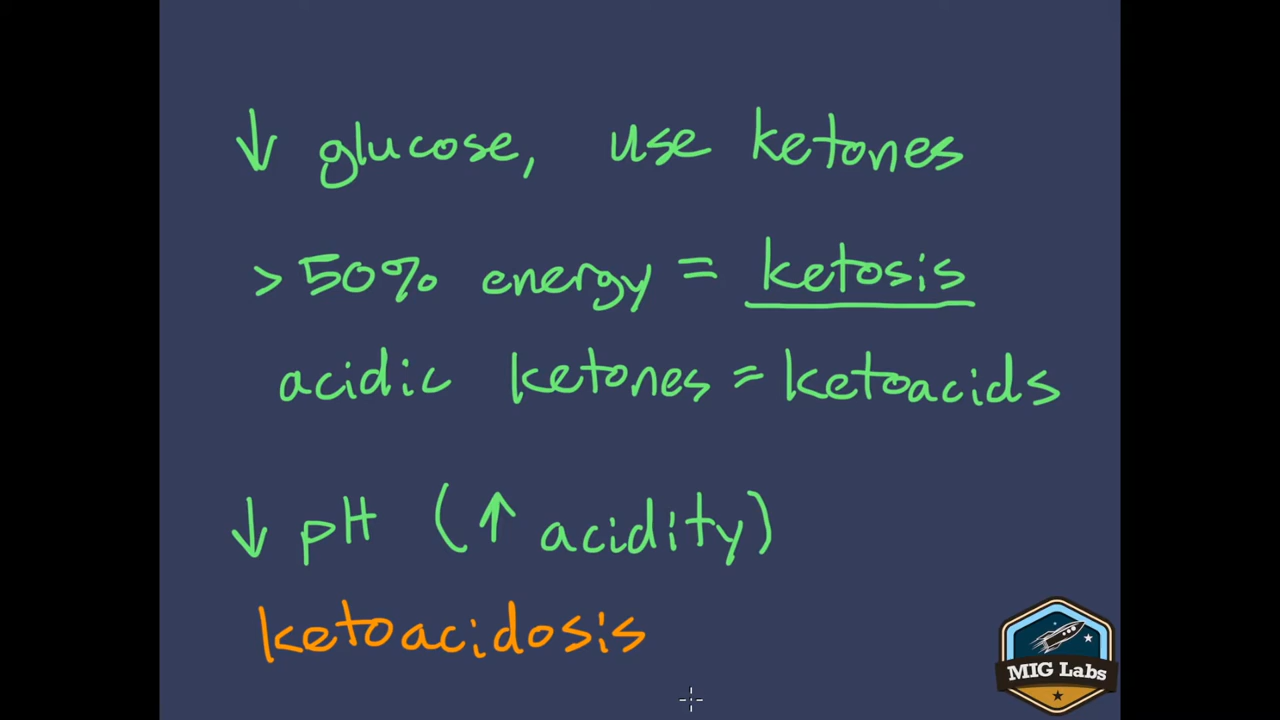 ↓ glucose, use ketones
>50% energy = ketosis
acidic ketones = ketoacids
↓ pH (↑ acidity)
ketoacidosis
MIG Labs